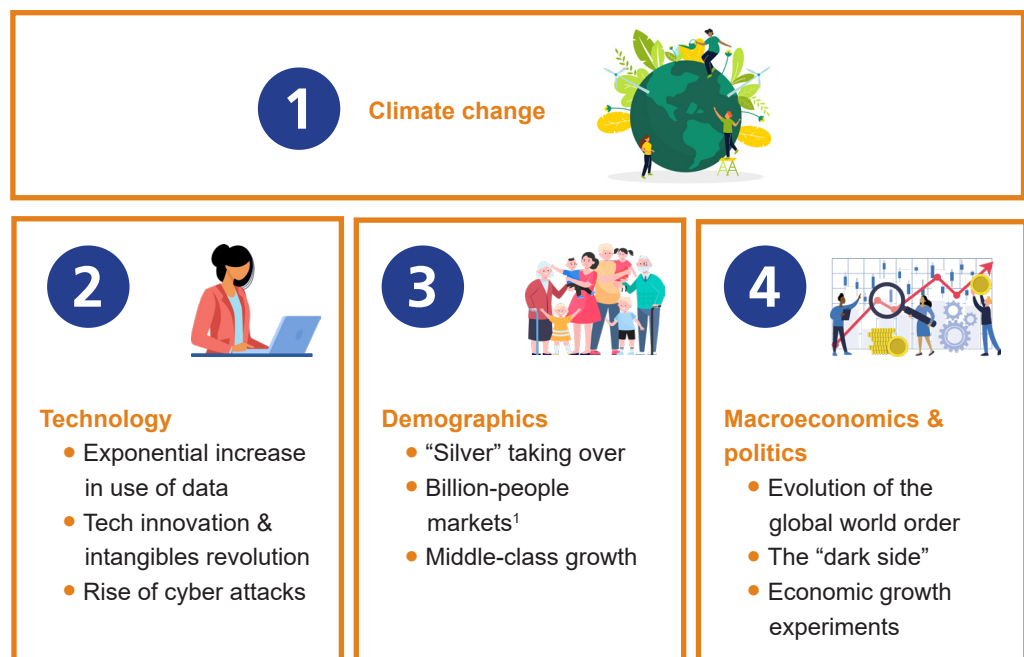 1
Climate change
2
Technology
• Exponential increase
in use of data
• Tech innovation &
intangibles revolution
• Rise of cyber attacks
3
Demographics
• “Silver” taking over
• Billion-people
markets¹
• Middle-class growth
4
Macroeconomics &
politics
• Evolution of the
global world order
• The “dark side”
• Economic growth
experiments